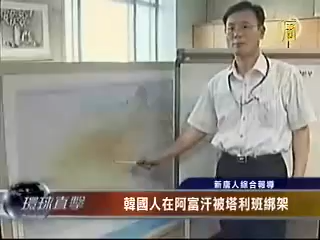 新唐人綜合報導
環球直擊
韓國人在阿富汗被塔利班綁架